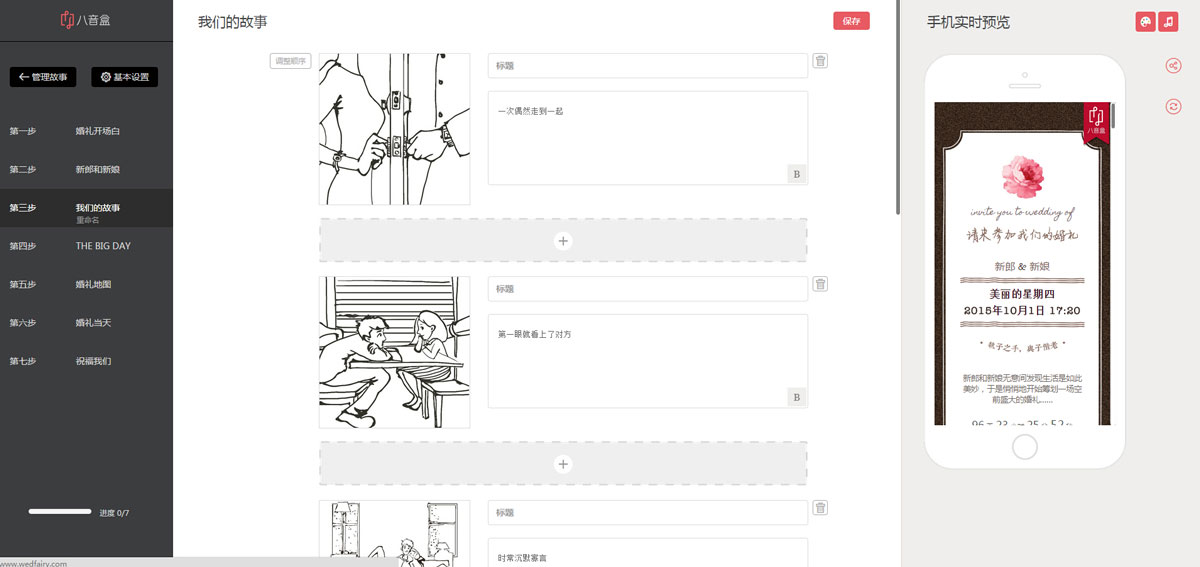 八音盒
管理故事
基本设置
第一步 婚礼开场白
第二步 新郎和新娘
第三步 我们的故事
重命名
第四步 THE BIG DAY
第五步 婚礼地图
第六步 婚礼当天
第七步 祝福我们
进度 0/7
www.wedfairy.com
我们的故事
保存
调整顺序
标题
一次偶然走到一起
B
标题
第一眼就看上了对方
B
标题
时常沉默寡言
手机实时预览
八音盒
invite you to wedding of
请来参加我们的婚礼
新郎 & 新娘
美丽的星期四
2015年10月1日 17:20
执子之手，与子偕老
新郎和新娘无意间发现生活是如此
美妙，于是悄悄地开始筹划一场空
前盛大的婚礼……